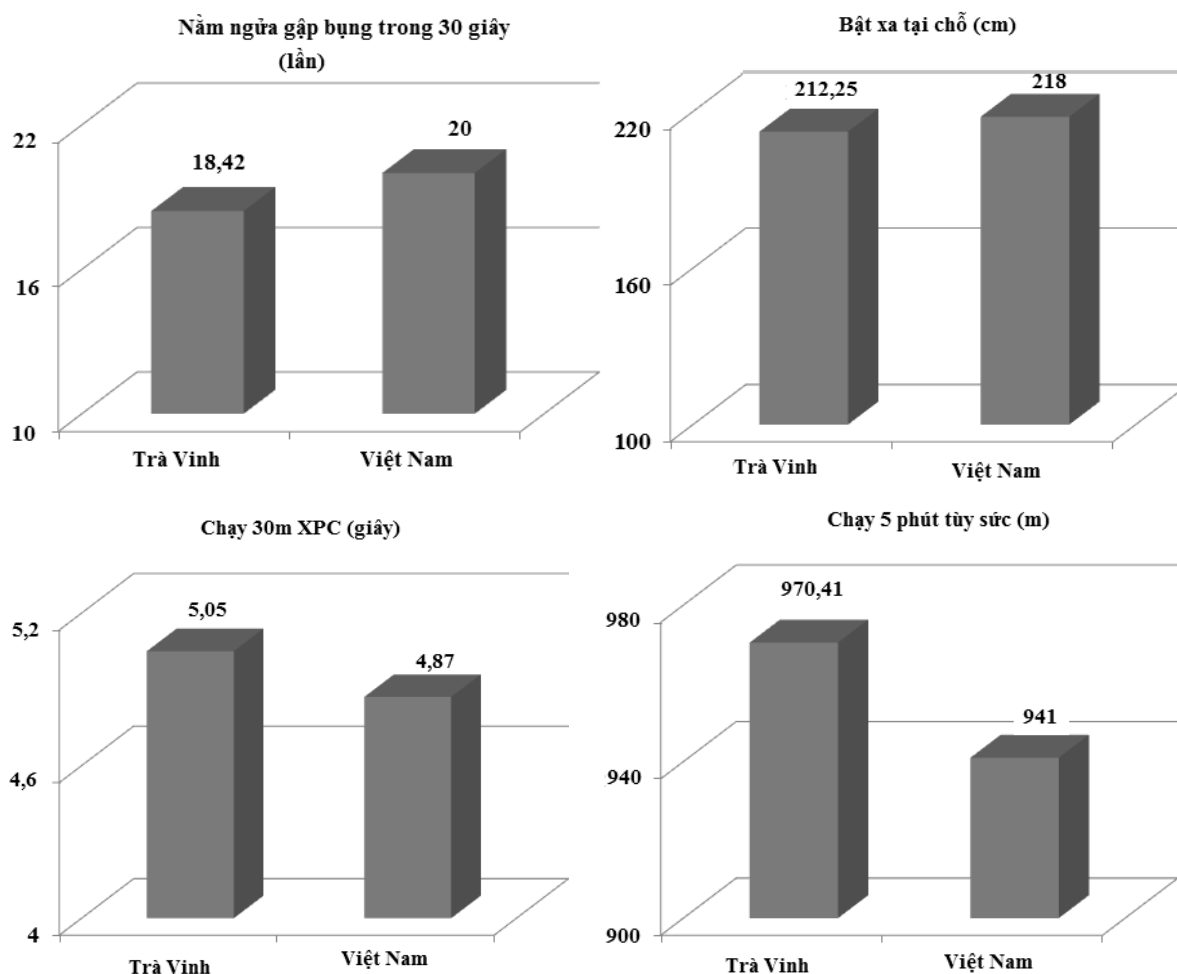 Nằm ngửa gập bụng trong 30 giây
(lần)
22
16
10
18,42
20
Trà Vinh
Việt Nam
Bật xa tại chỗ (cm)
220
160
100
212,25
218
Trà Vinh
Việt Nam
Chạy 30m XPC (giây)
5,2
4,6
4
5,05
4,87
Trà Vinh
Việt Nam
Chạy 5 phút tùy sức (m)
980
940
900
970,41
941
Trà Vinh
Việt Nam